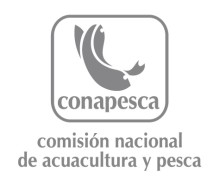 conapesca
comisión nacional
de acuacultura y pesca